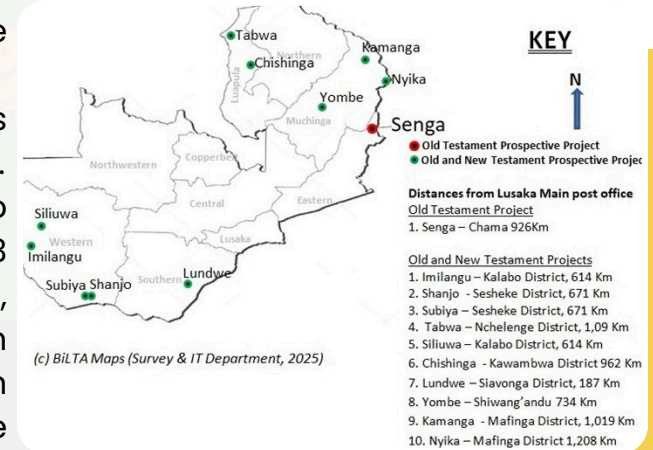 e
s
.
o
3
,
n
n
e
Tabwa
Kamanga
Northern
Chishinga
Luapula
Nyika
Yombe
Muchinga
Senga
Copperbelt
Northwestern
Central
Eastern
Siliuwa
Western
Lusaka
Imilangu
Southern
Lundwe
Subiya Shanjo
(c) BiLTA Maps (Survey & IT Department, 2025)
KEY
N
Old Testament Prospective Project
Old and New Testament Prospective Projec
Distances from Lusaka Main post office
Old Testament Project
1. Senga – Chama 926Km
Old and New Testament Projects
1. Imilangu – Kalabo District, 614 Km
2. Shanjo - Sesheke District, 671 Km
3. Subiya – Sesheke District, 671 Km
4. Tabwa – Nchelenge District, 1,09 Km
5. Siliuwa – Kalabo District, 614 Km
6. Chishinga - Kawambwa District 962 Km
7. Lundwe – Siavonga District, 187 Km
8. Yombe – Shiwang’andu 734 Km
9. Kamanga - Mafinga District, 1,019 Km
10. Nyika – Mafinga District 1,208 Km